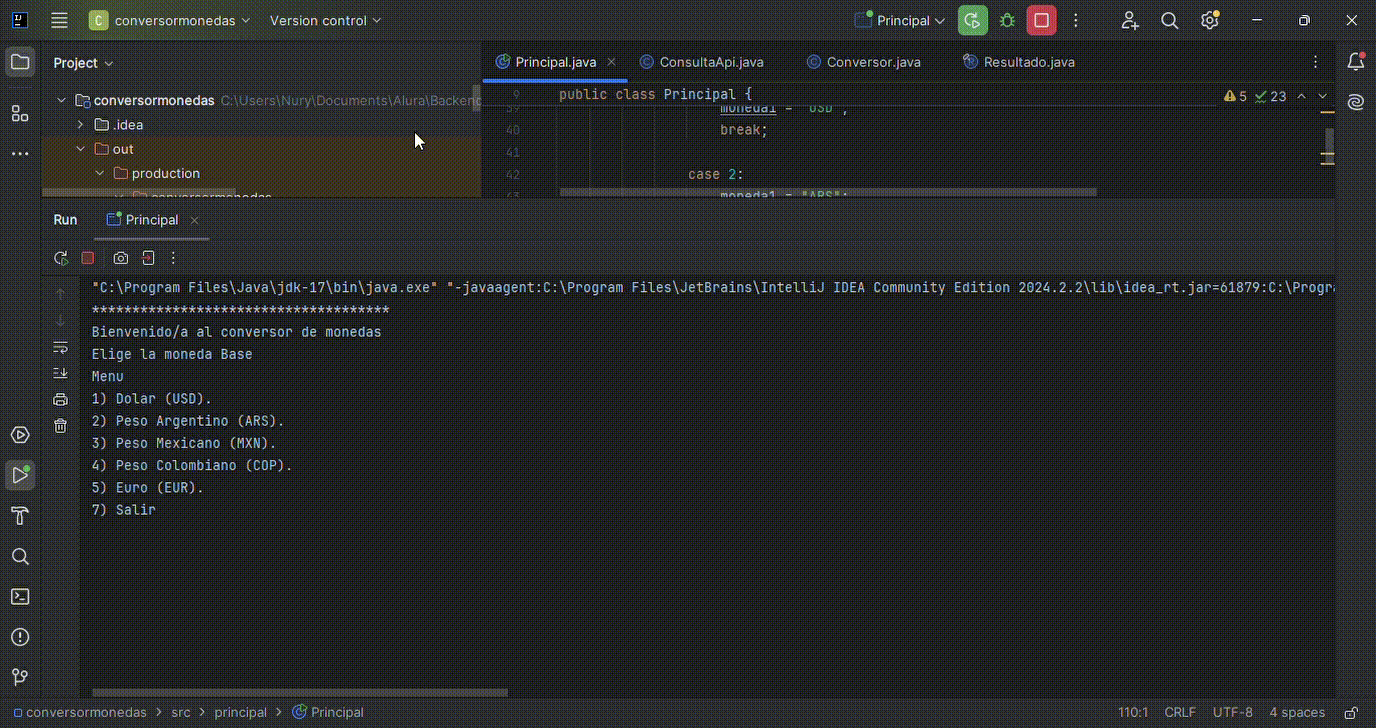 C conversormonedas Version control Principal
Project
Principal.java ConsultaApi.java Conversor.java Resultado.java
conversormonedas C:\Users\Nury\Documents\Alura\Backend
9 public class Principal { 5 23
.idea
39 moneda1 = "USD";
40 break;
out
41
production
42 case 2:
conversormonedas
43 moneda1 = "ARS";
Run Principal
"C:\Program Files\Java\jdk-17\bin\java.exe" "-javaagent:C:\Program Files\JetBrains\IntelliJ IDEA Community Edition 2024.2.2\lib\idea_rt.jar=61879:C:\Progra
*************************************
Bienvenido/a al conversor de monedas
Elige la moneda Base
Menu
1) Dolar (USD).
2) Peso Argentino (ARS).
3) Peso Mexicano (MXN).
4) Peso Colombiano (COP).
5) Euro (EUR).
7) Salir
conversormonedas > src > principal > Principal 110:1 CRLF UTF-8 4 spaces